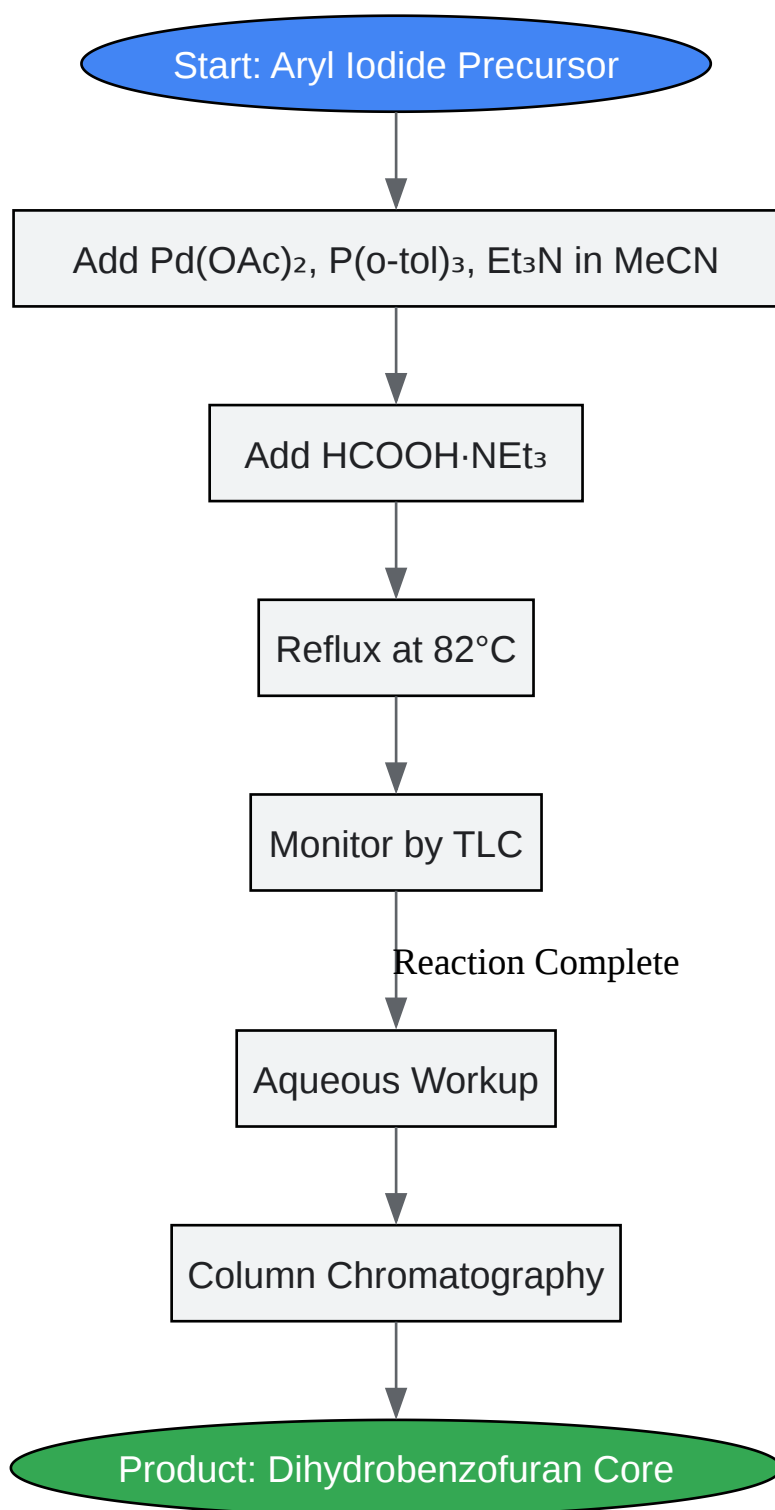 Start: Aryl Iodide Precursor
Add Pd(OAc)₂, P(o-tol)₃, Et₃N in MeCN
Add HCOOH·NEt₃
Reflux at 82°C
Monitor by TLC
Reaction Complete
Aqueous Workup
Column Chromatography
Product: Dihydrobenzofuran Core